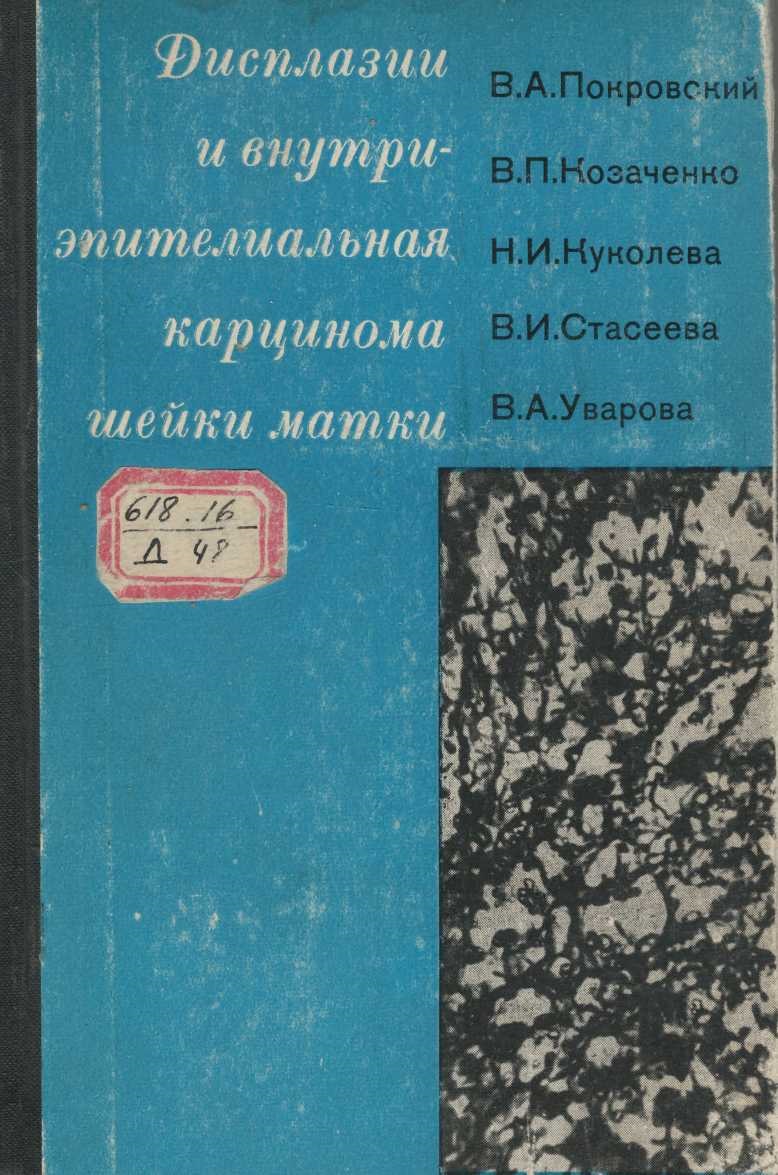 Дисплазии
и внутри-
эпителиальная
карцинома
шейки матки
В.А.Покровский
В.П.Козаченко
Н.И.Куколева
В.И.Стасеева
В.А.Уварова
618.16
Д 48